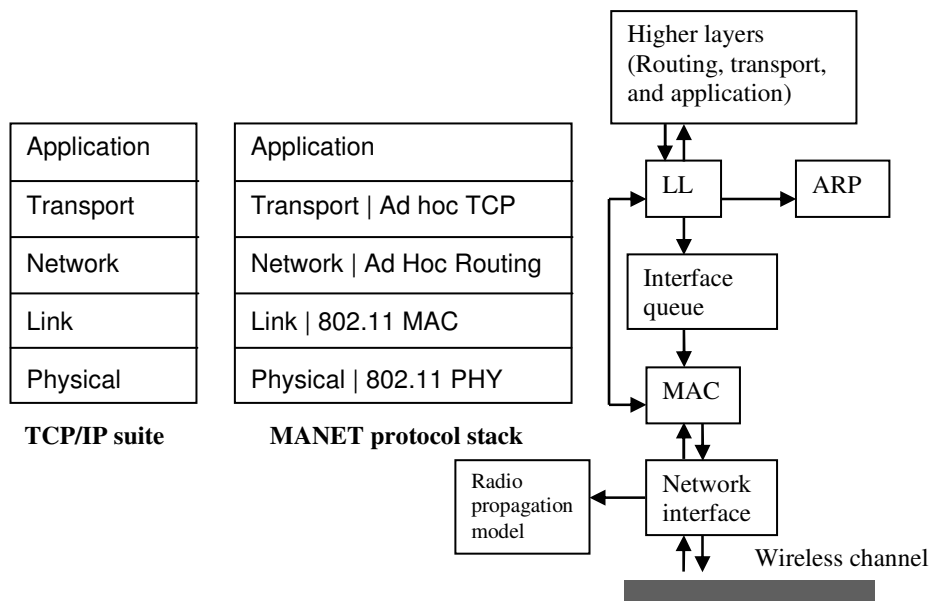 Application
Transport
Network
Link
Physical
TCP/IP suite
Application
Transport | Ad hoc TCP
Network | Ad Hoc Routing
Link | 802.11 MAC
Physical | 802.11 PHY
MANET protocol stack
Higher layers
(Routing, transport,
and application)
LL
ARP
Interface
queue
MAC
Radio
propagation
model
Network
interface
Wireless channel